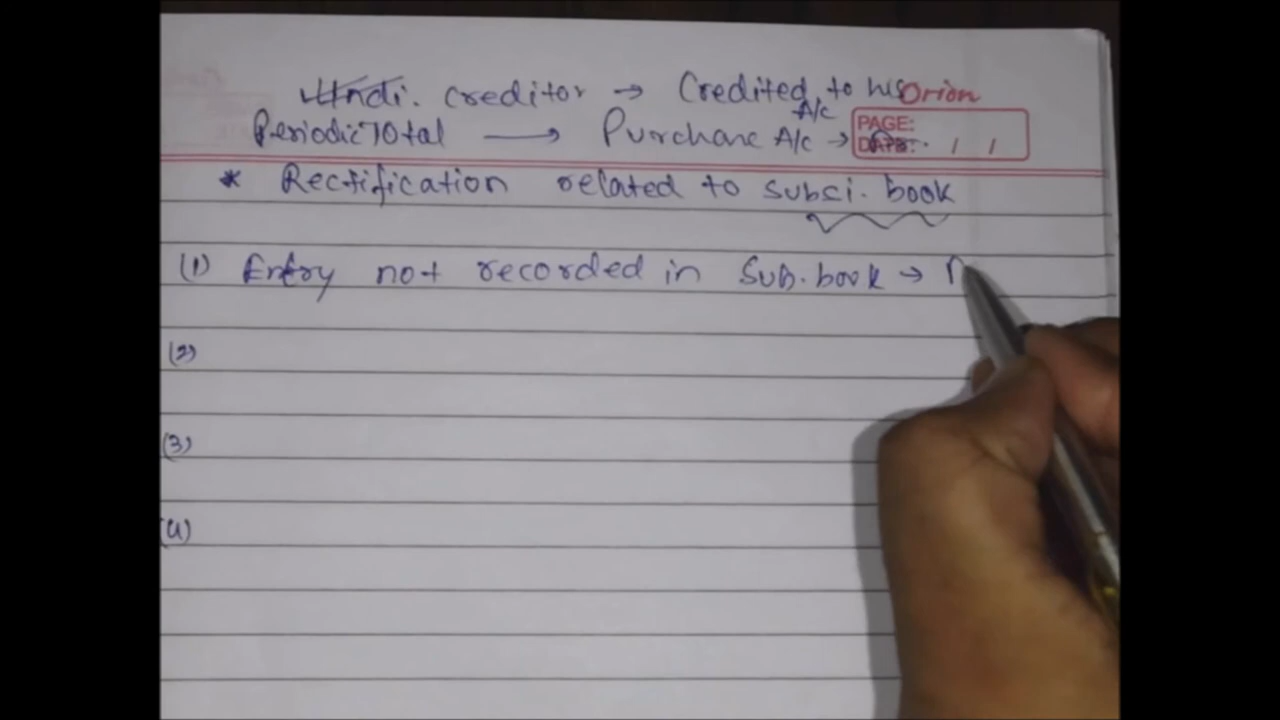 creditor → Credited to his Orion
A/c
Periodic Total → Purchase A/c → PAGE:
DATE: / /
* Rectification related to subsi. book
(1) Entry not recorded in Sub. book →
(2)
(3)
(4)